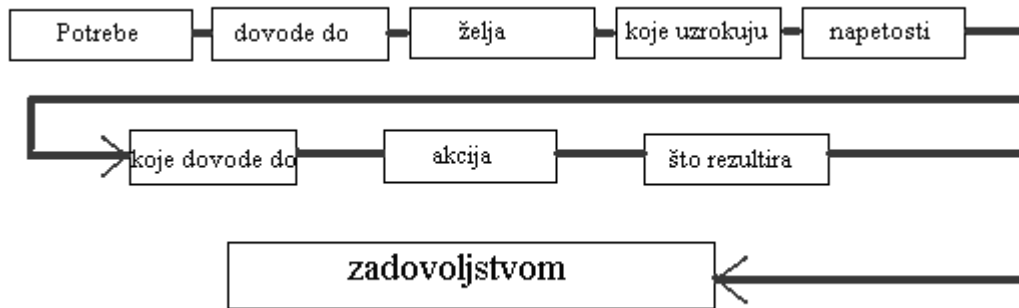 Potrebe dovode do želja koje uzrokuju napetosti
koje dovode do akcija što rezultira
zadovoljstvom